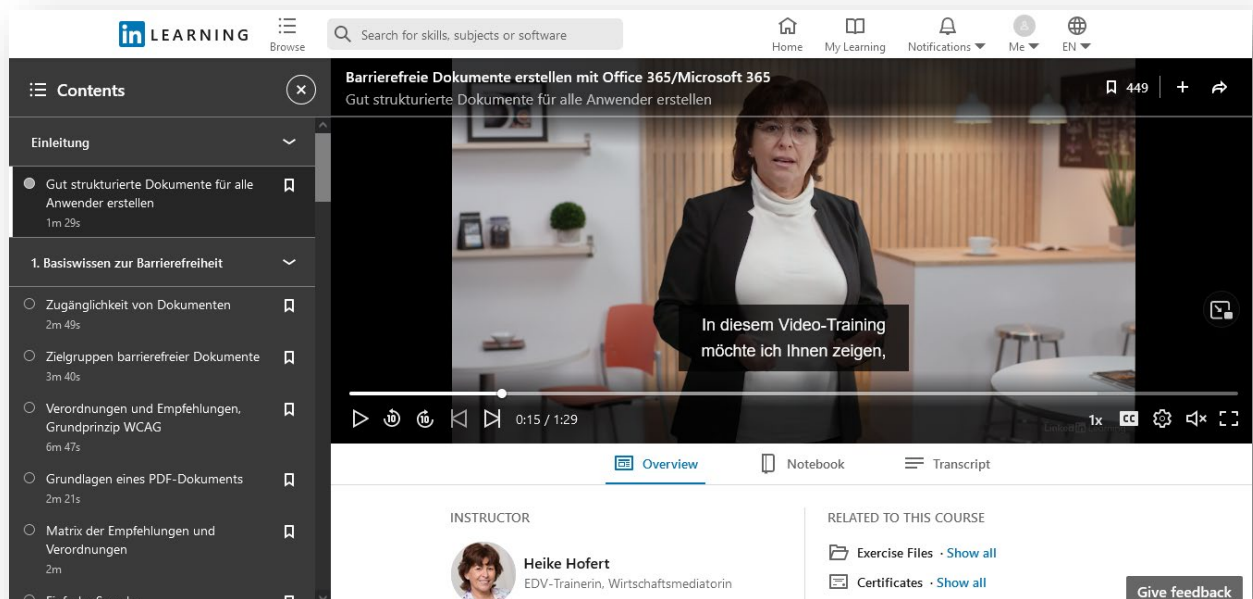 in LEARNING
Browse
Search for skills, subjects or software
Home
My Learning
Notifications
Me
EN
Contents
Einleitung
Gut strukturierte Dokumente für alle
Anwender erstellen
1m 29s
1. Basiswissen zur Barrierefreiheit
Zugänglichkeit von Dokumenten
2m 49s
Zielgruppen barrierefreier Dokumente
3m 40s
Verordnungen und Empfehlungen,
Grundprinzip WCAG
6m 47s
Grundlagen eines PDF-Dokuments
2m 21s
Matrix der Empfehlungen und
Verordnungen
2m
Barrierefreie Dokumente erstellen mit Office 365/Microsoft 365
Gut strukturierte Dokumente für alle Anwender erstellen
449
In diesem Video-Training
möchte ich Ihnen zeigen,
10
10
0:15 / 1:29
1x
CC
Overview
Notebook
Transcript
INSTRUCTOR
Heike Hofert
EDV-Trainerin, Wirtschaftsmediatorin
RELATED TO THIS COURSE
Exercise Files · Show all
Certificates · Show all
Give feedback